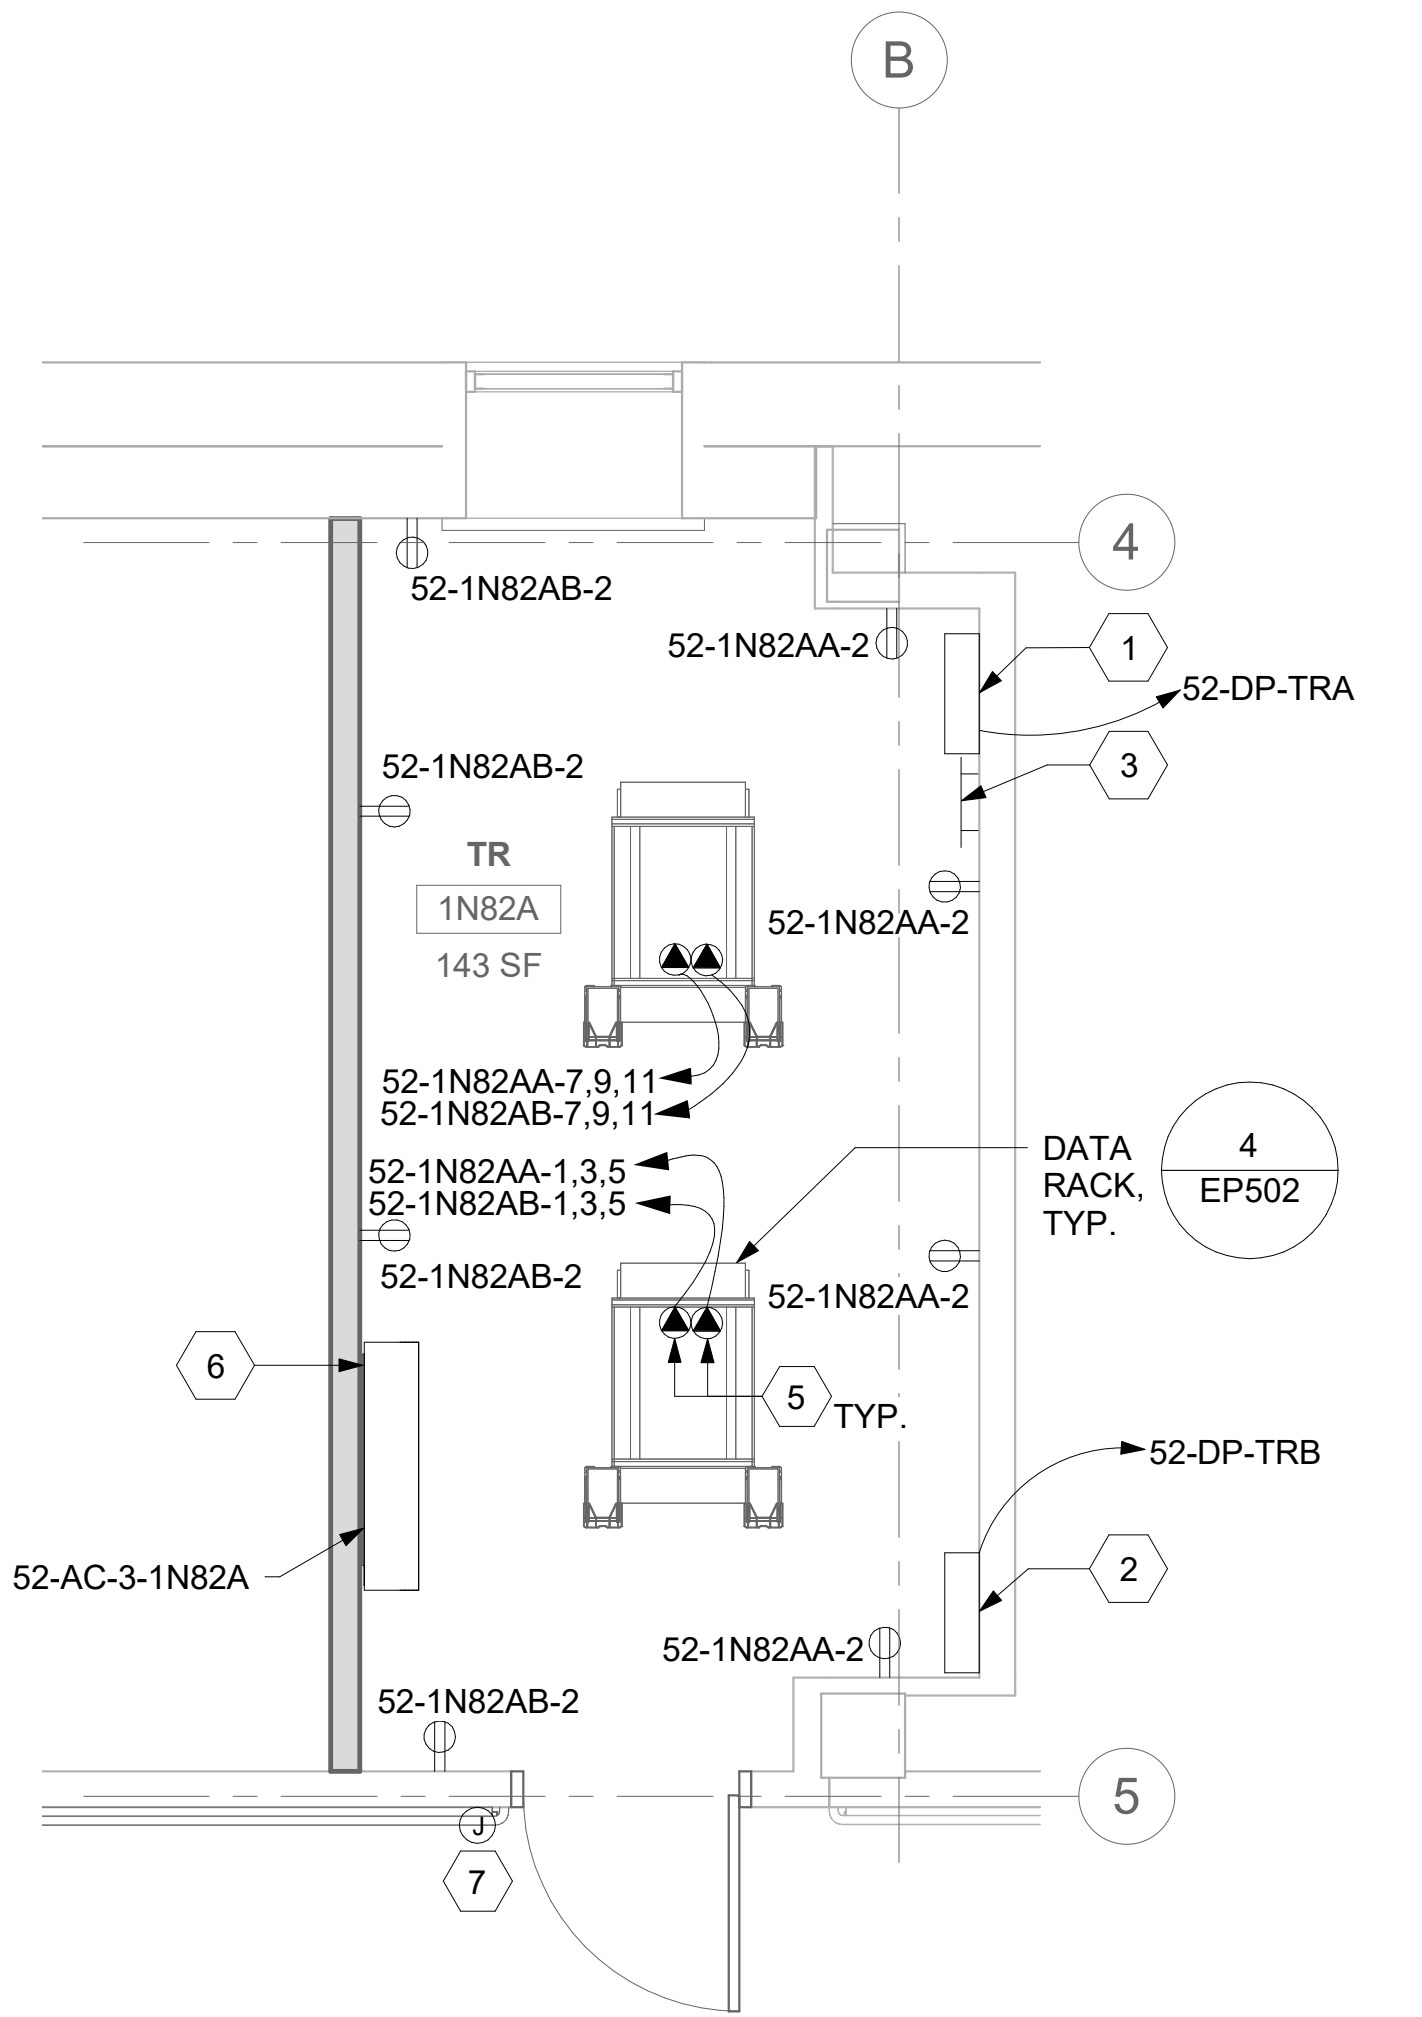 B
4
52-1N82AB-2
52-1N82AA-2
1
52-DP-TRA
52-1N82AB-2
3
TR
1N82A
143 SF
52-1N82AA-2
52-1N82AA-7,9,11
52-1N82AB-7,9,11
52-1N82AA-1,3,5
52-1N82AB-1,3,5
DATA
RACK,
TYP.
4
EP502
52-1N82AB-2
52-1N82AA-2
6
5
TYP.
52-DP-TRB
52-AC-3-1N82A
2
52-1N82AA-2
52-1N82AB-2
5
J
7